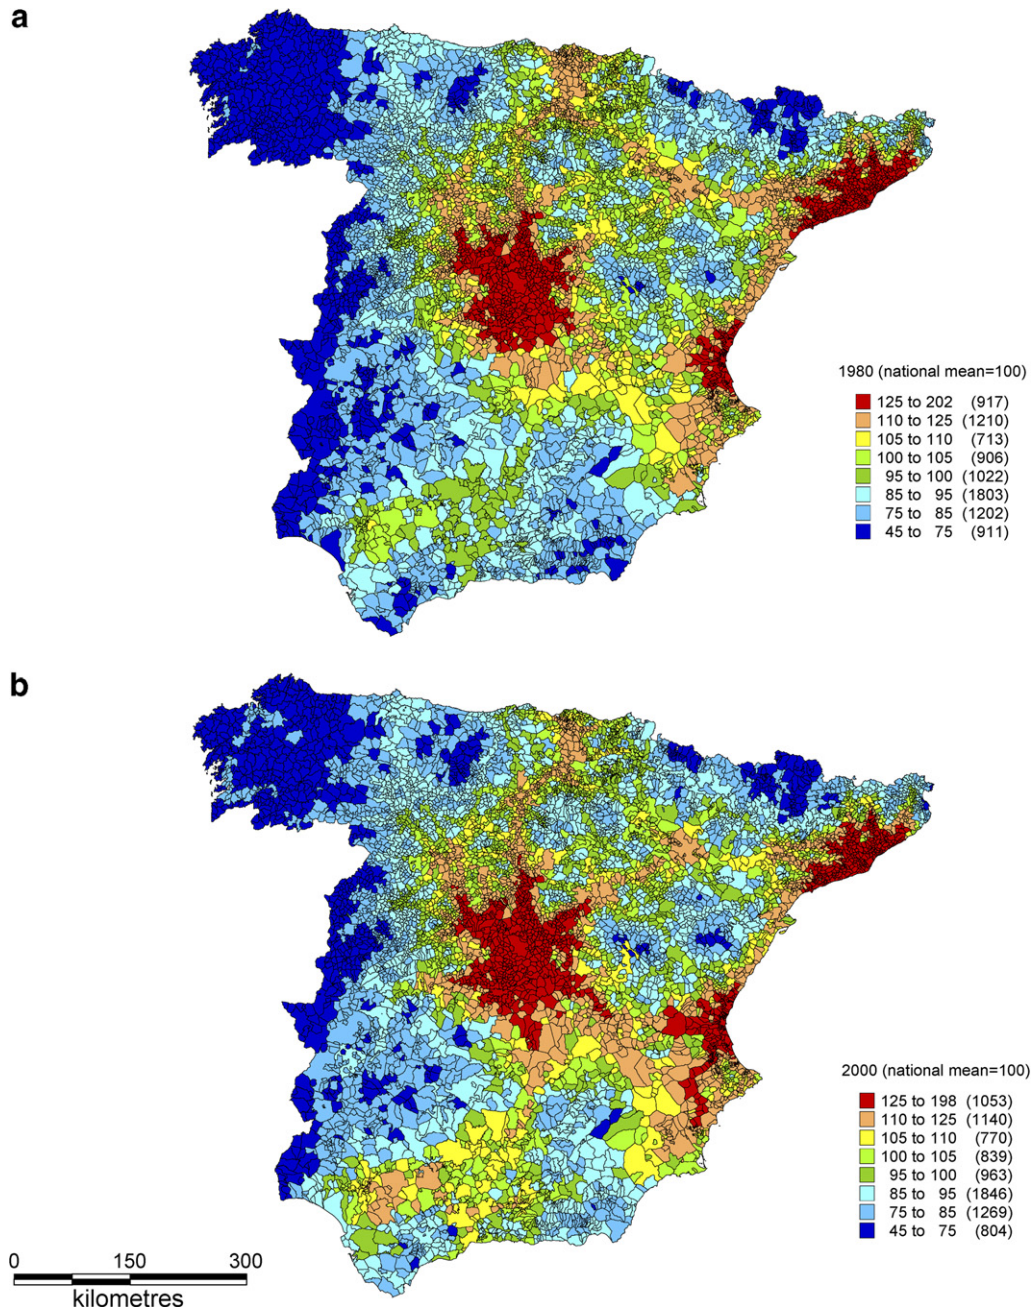 a
1980 (national mean=100)
125 to 202 (917)
110 to 125 (1210)
105 to 110 (713)
100 to 105 (906)
95 to 100 (1022)
85 to 95 (1803)
75 to 85 (1202)
45 to 75 (911)
b
2000 (national mean=100)
125 to 198 (1053)
110 to 125 (1140)
105 to 110 (770)
100 to 105 (839)
95 to 100 (963)
85 to 95 (1846)
75 to 85 (1269)
45 to 75 (804)
0 150 300
kilometres